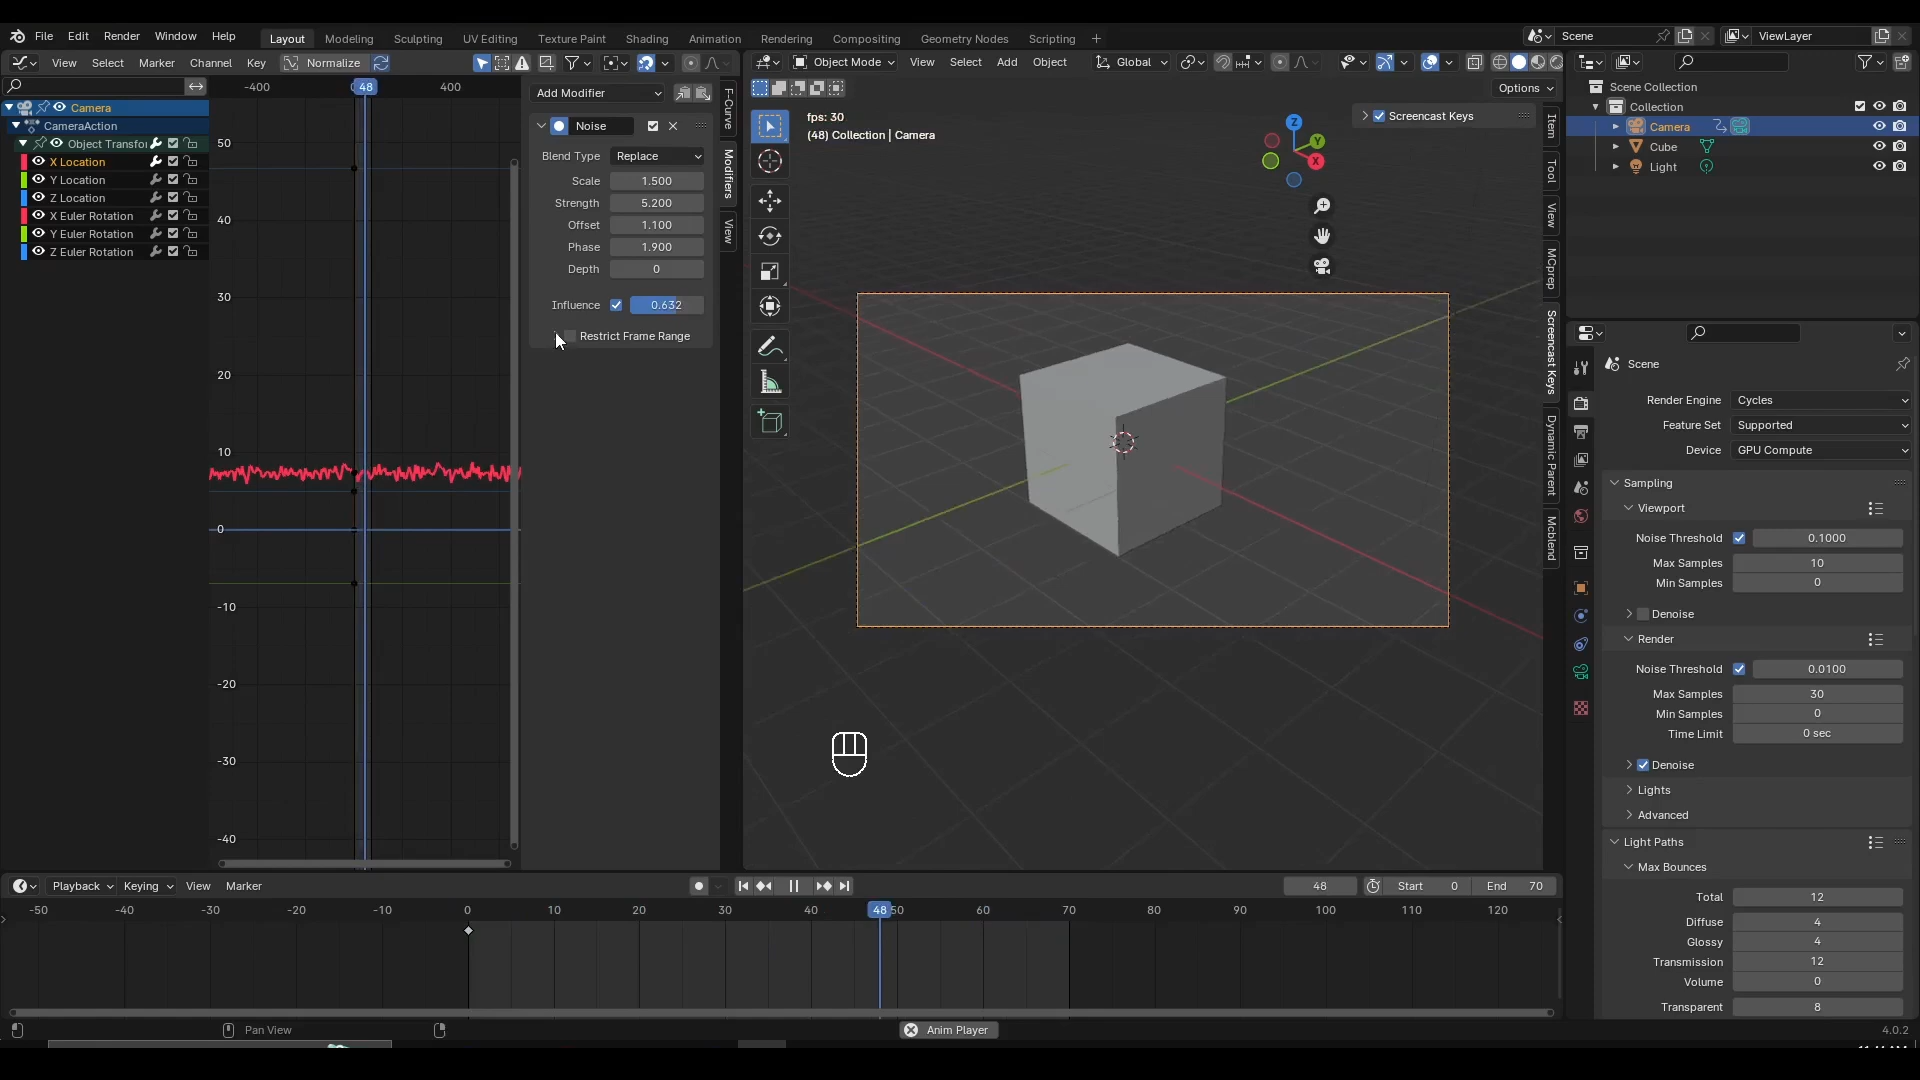 File Edit Render Window Help Layout Modeling Sculpting UV Editing Texture Paint Shading Animation Rendering Compositing Geometry Nodes Scripting + Scene ViewLayer
View Select Marker Channel Key Normalize Object Mode View Select Add Object Global
-400 0 48 400
Add Modifier
Options
Camera
CameraAction
Object Transfor
X Location
Y Location
Z Location
X Euler Rotation
Y Euler Rotation
Z Euler Rotation
50
40
30
20
10
0
-10
-20
-30
-40
Noise
Blend Type Replace
Scale 1.500
Strength 5.200
Offset 1.100
Phase 1.900
Depth 0
Influence 0.632
Restrict Frame Range
F-Curve
Modifiers
View
fps: 30
(48) Collection | Camera
Screencast Keys
Z
Y
X
Item
Tool
View
MCprep
Screencast Keys
Dynamic Parent
Mcblend
Scene Collection
Collection
Camera
Cube
Light
Scene
Render Engine Cycles
Feature Set Supported
Device GPU Compute
Sampling
Viewport
Noise Threshold 0.1000
Max Samples 10
Min Samples 0
Denoise
Render
Noise Threshold 0.0100
Max Samples 30
Min Samples 0
Time Limit 0 sec
Denoise
Lights
Advanced
Light Paths
Max Bounces
Total 12
Diffuse 4
Glossy 4
Transmission 12
Volume 0
Transparent 8
Playback Keying View Marker 48 Start 0 End 70
-50 -40 -30 -20 -10 0 10 20 30 40 48 50 60 70 80 90 100 110 120
Pan View Anim Player 4.0.2